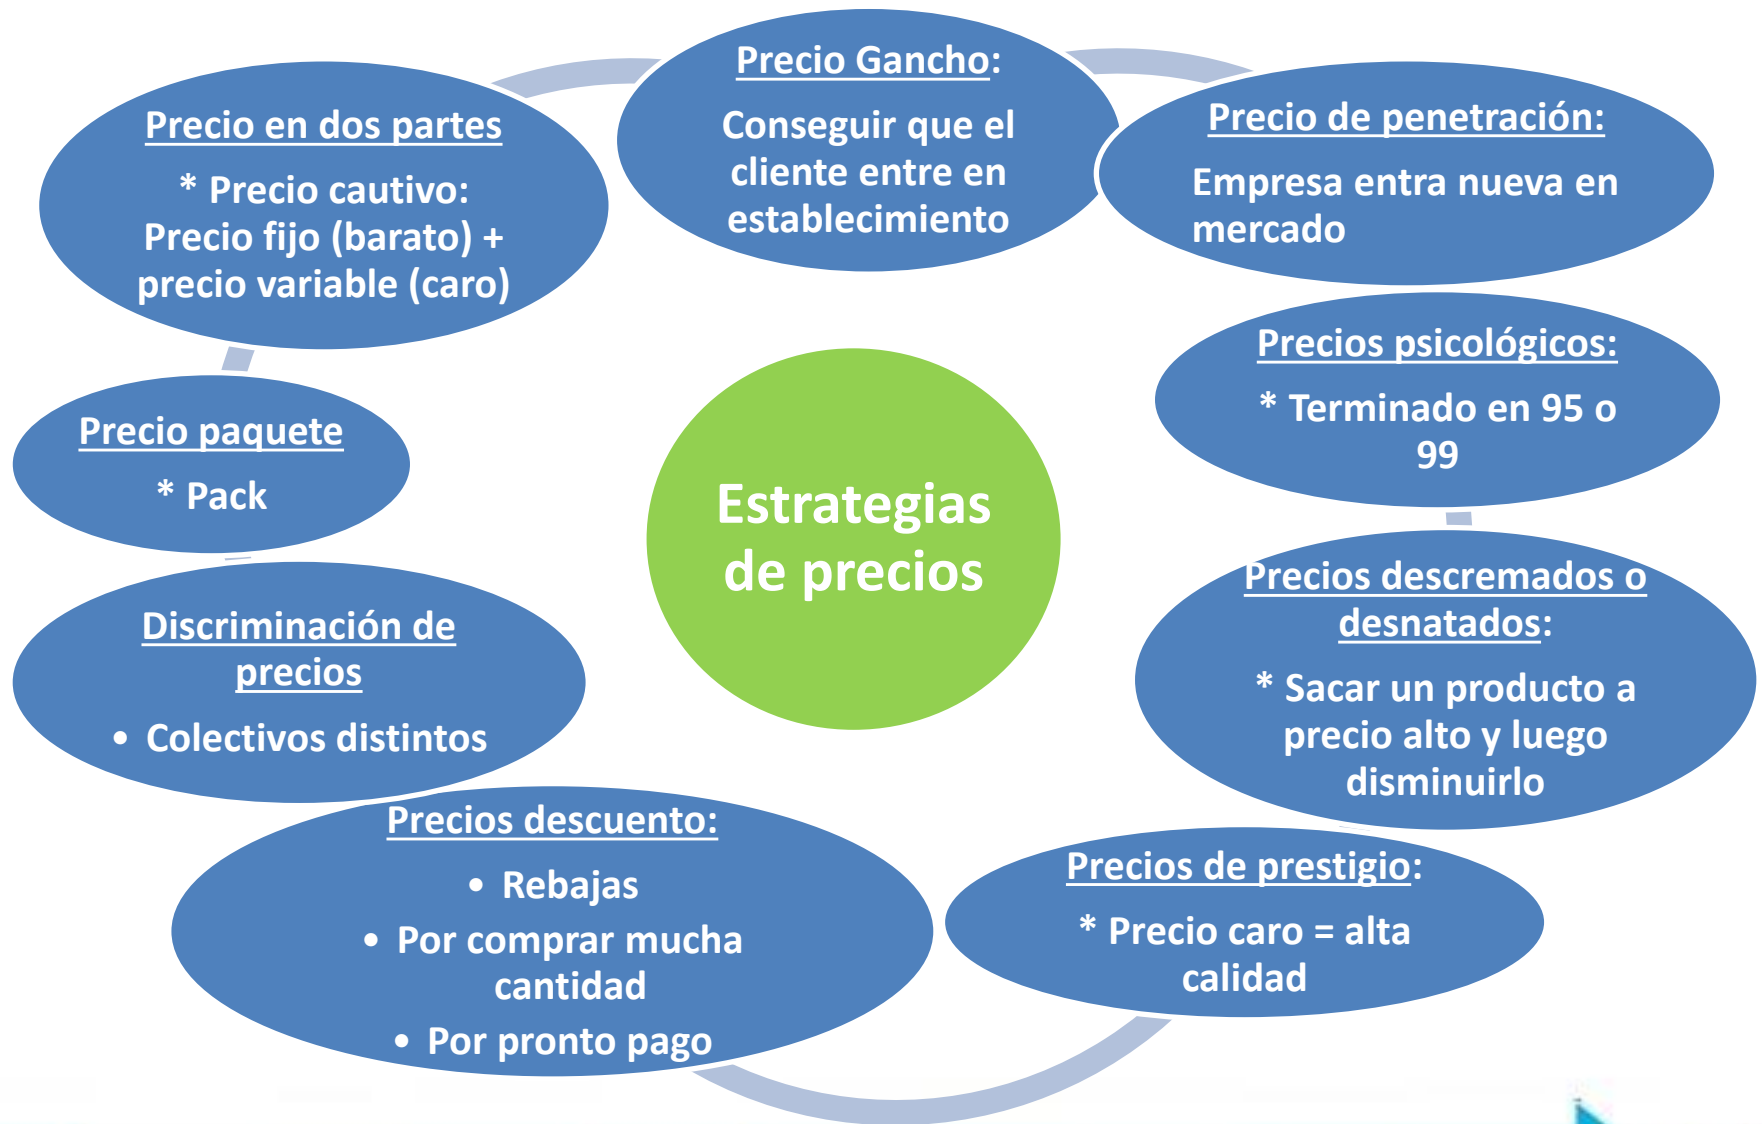 Precio Gancho:
Conseguir que el
cliente entre en
establecimiento
Precio de penetración:
Empresa entra nueva en
mercado
Precios psicológicos:
* Terminado en 95 o
99
Precios descremados o
desnatados:
* Sacar un producto a
precio alto y luego
disminuirlo
Precios de prestigio:
* Precio caro = alta
calidad
Precios descuento:
• Rebajas
• Por comprar mucha
cantidad
• Por pronto pago
Discriminación de
precios
• Colectivos distintos
Precio paquete
* Pack
Precio en dos partes
* Precio cautivo:
Precio fijo (barato) +
precio variable (caro)
Estrategias
de precios